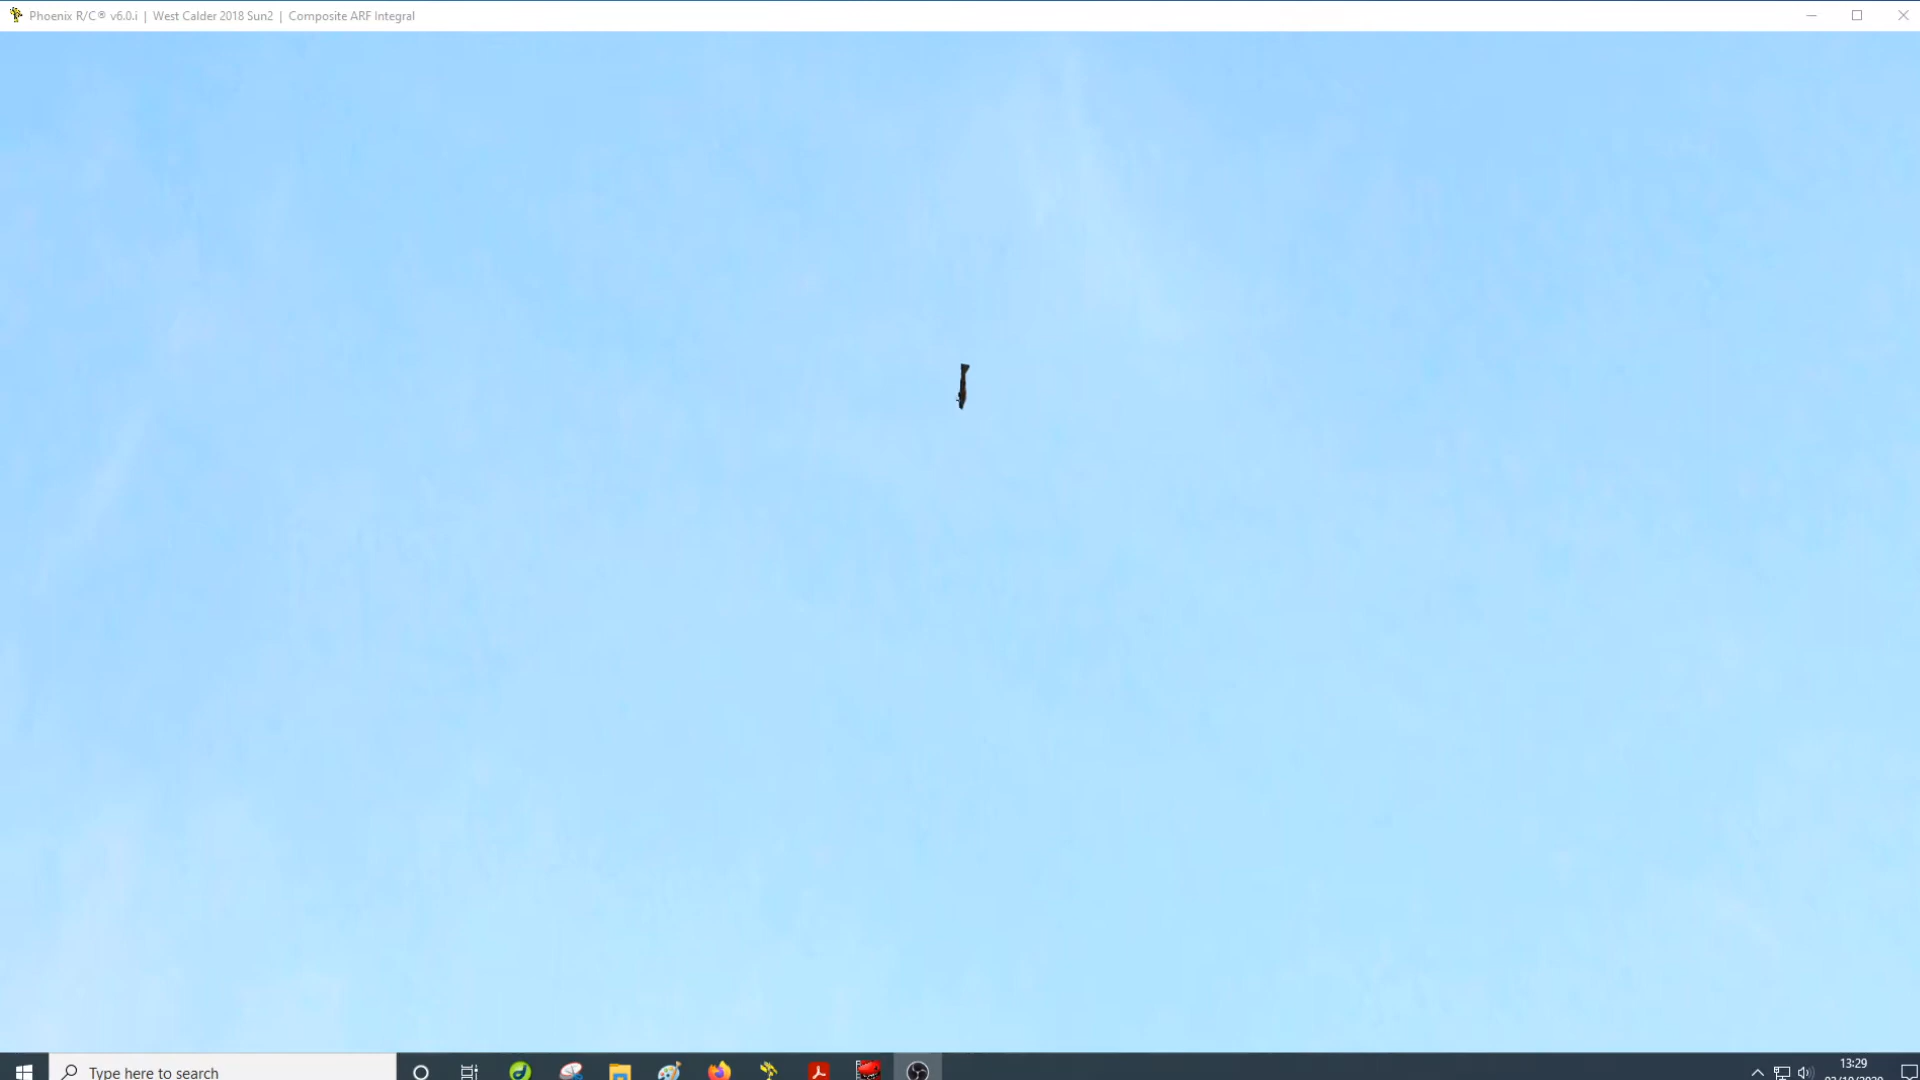 Phoenix R/C® v6.0.i | West Calder 2018 Sun2 | Composite ARF Integral
Type here to search
13:29